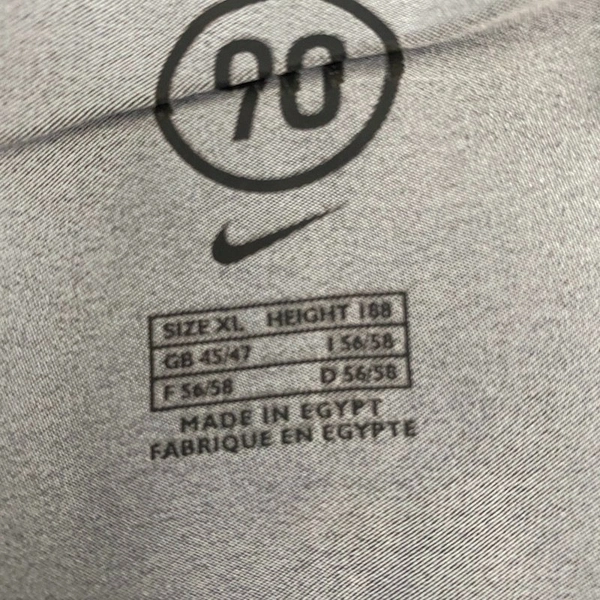 90
SIZE XL HEIGHT 188
GB 45/47 I 56/58
F 56/58 D 56/58
MADE IN EGYPT
FABRIQUE EN EGYPTE